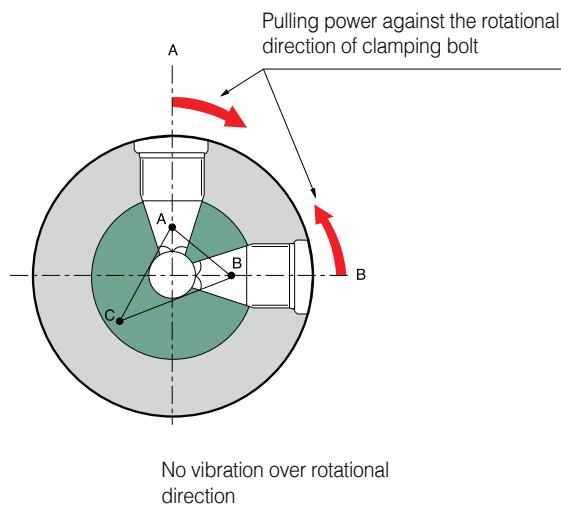 Pulling power against the rotational
direction of clamping bolt
A
A
B
B
C
No vibration over rotational
direction